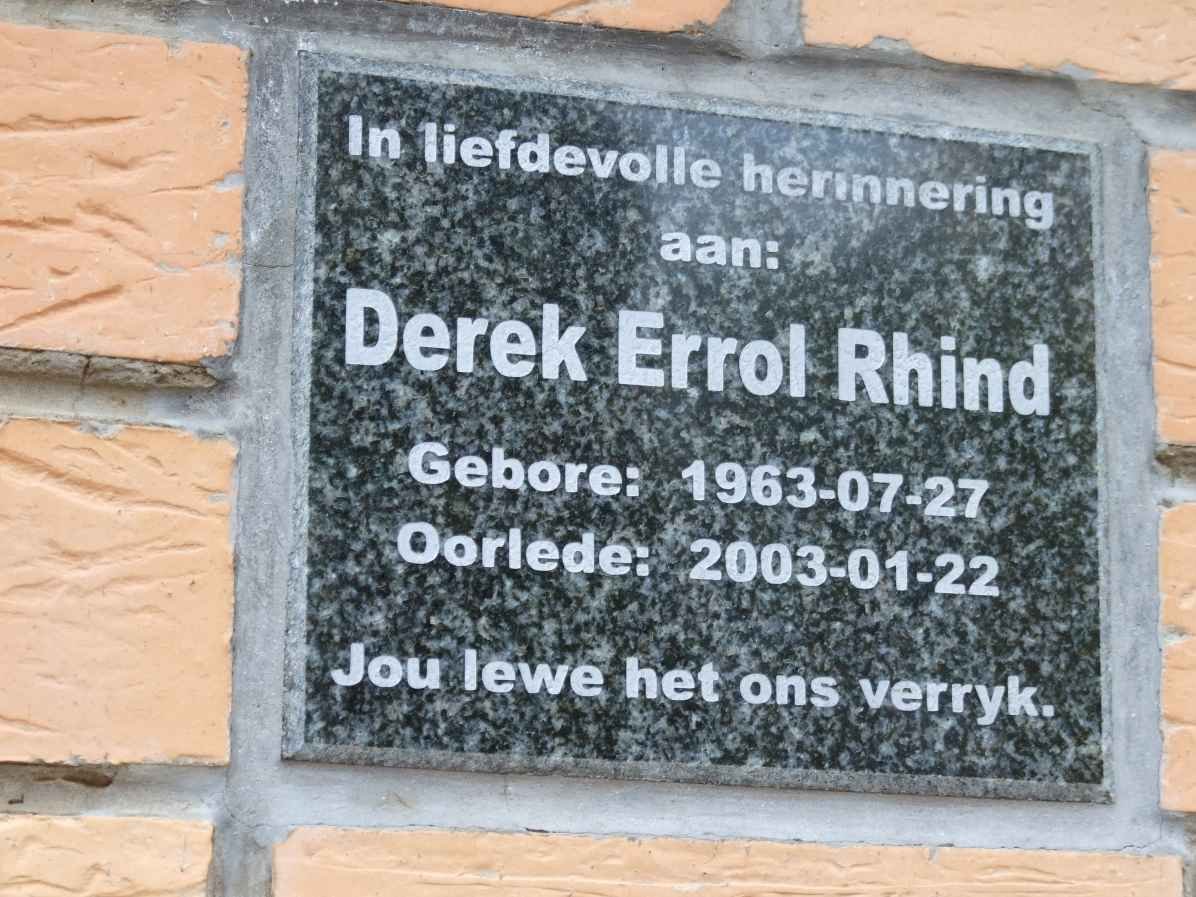 In liefdevolle herinnering
aan:
Derek Errol Rhind
Gebore: 1963-07-27
Oorlede: 2003-01-22
Jou lewe het ons verryk.